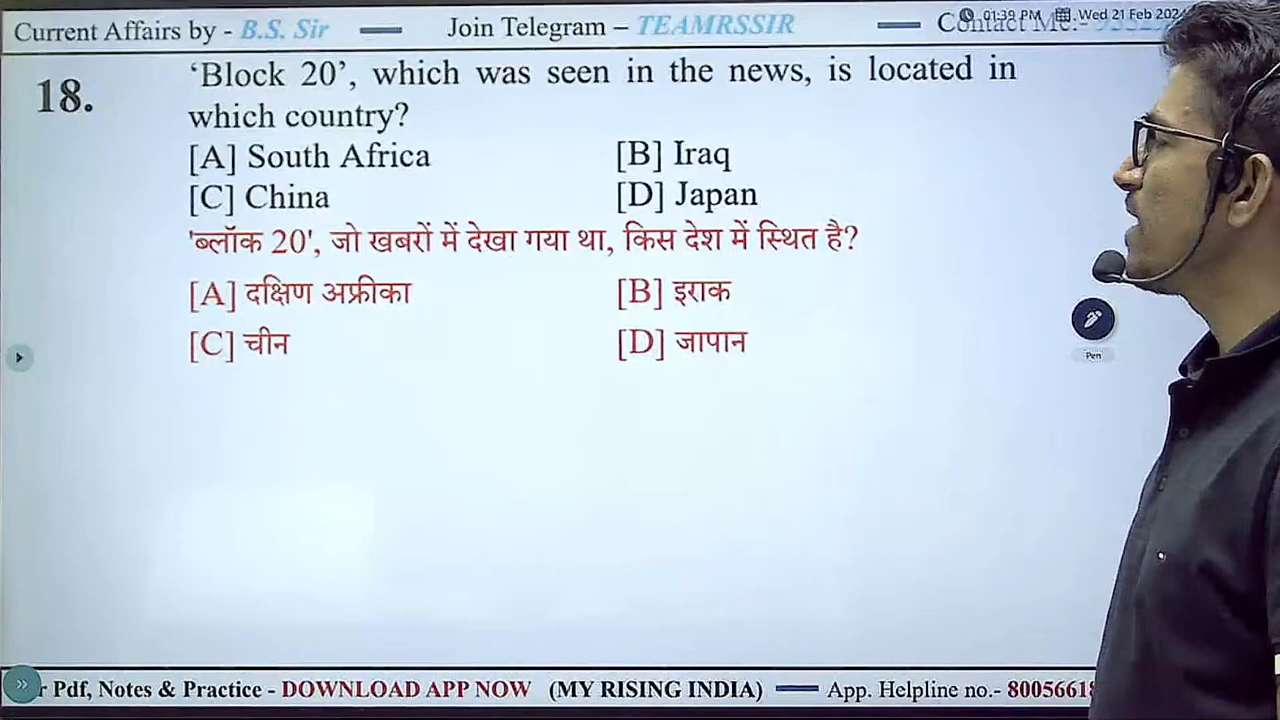 Current Affairs by - B.S. Sir
Join Telegram – TEAMRSSIR
Contact Me:-
01:39 PM
Wed 21 Feb 2024
18.
‘Block 20’, which was seen in the news, is located in
which country?
[A] South Africa
[B] Iraq
[C] China
[D] Japan
'ब्लॉक 20', जो खबरों में देखा गया था, किस देश में स्थित है?
[A] दक्षिण अफ्रीका
[B] इराक
[C] चीन
[D] जापान
Pen
Pdf, Notes & Practice - DOWNLOAD APP NOW (MY RISING INDIA)
App. Helpline no.-